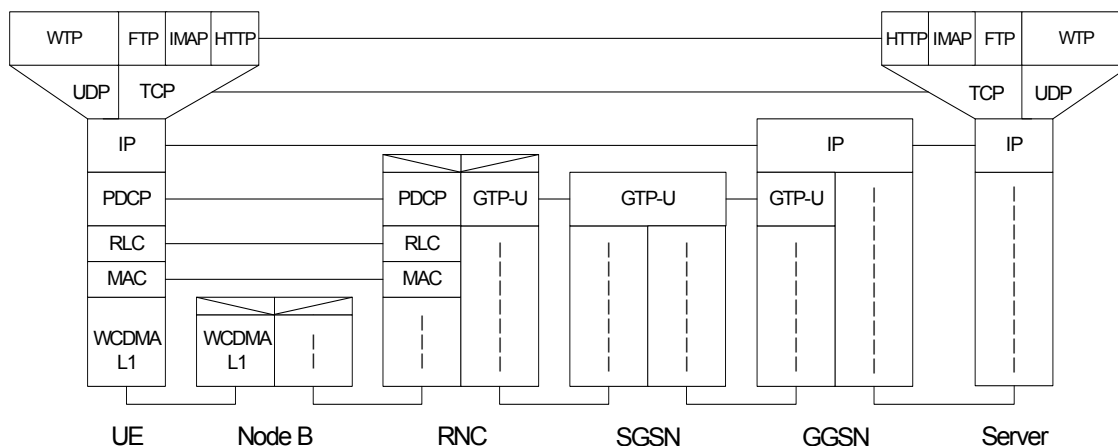 WTP FTP IMAP HTTP HTTP IMAP FTP WTP
UDP TCP TCP UDP
IP IP IP
PDCP PDCP GTP-U GTP-U GTP-U
RLC RLC
MAC MAC
WCDMA WCDMA
L1 L1
UE Node B RNC SGSN GGSN Server